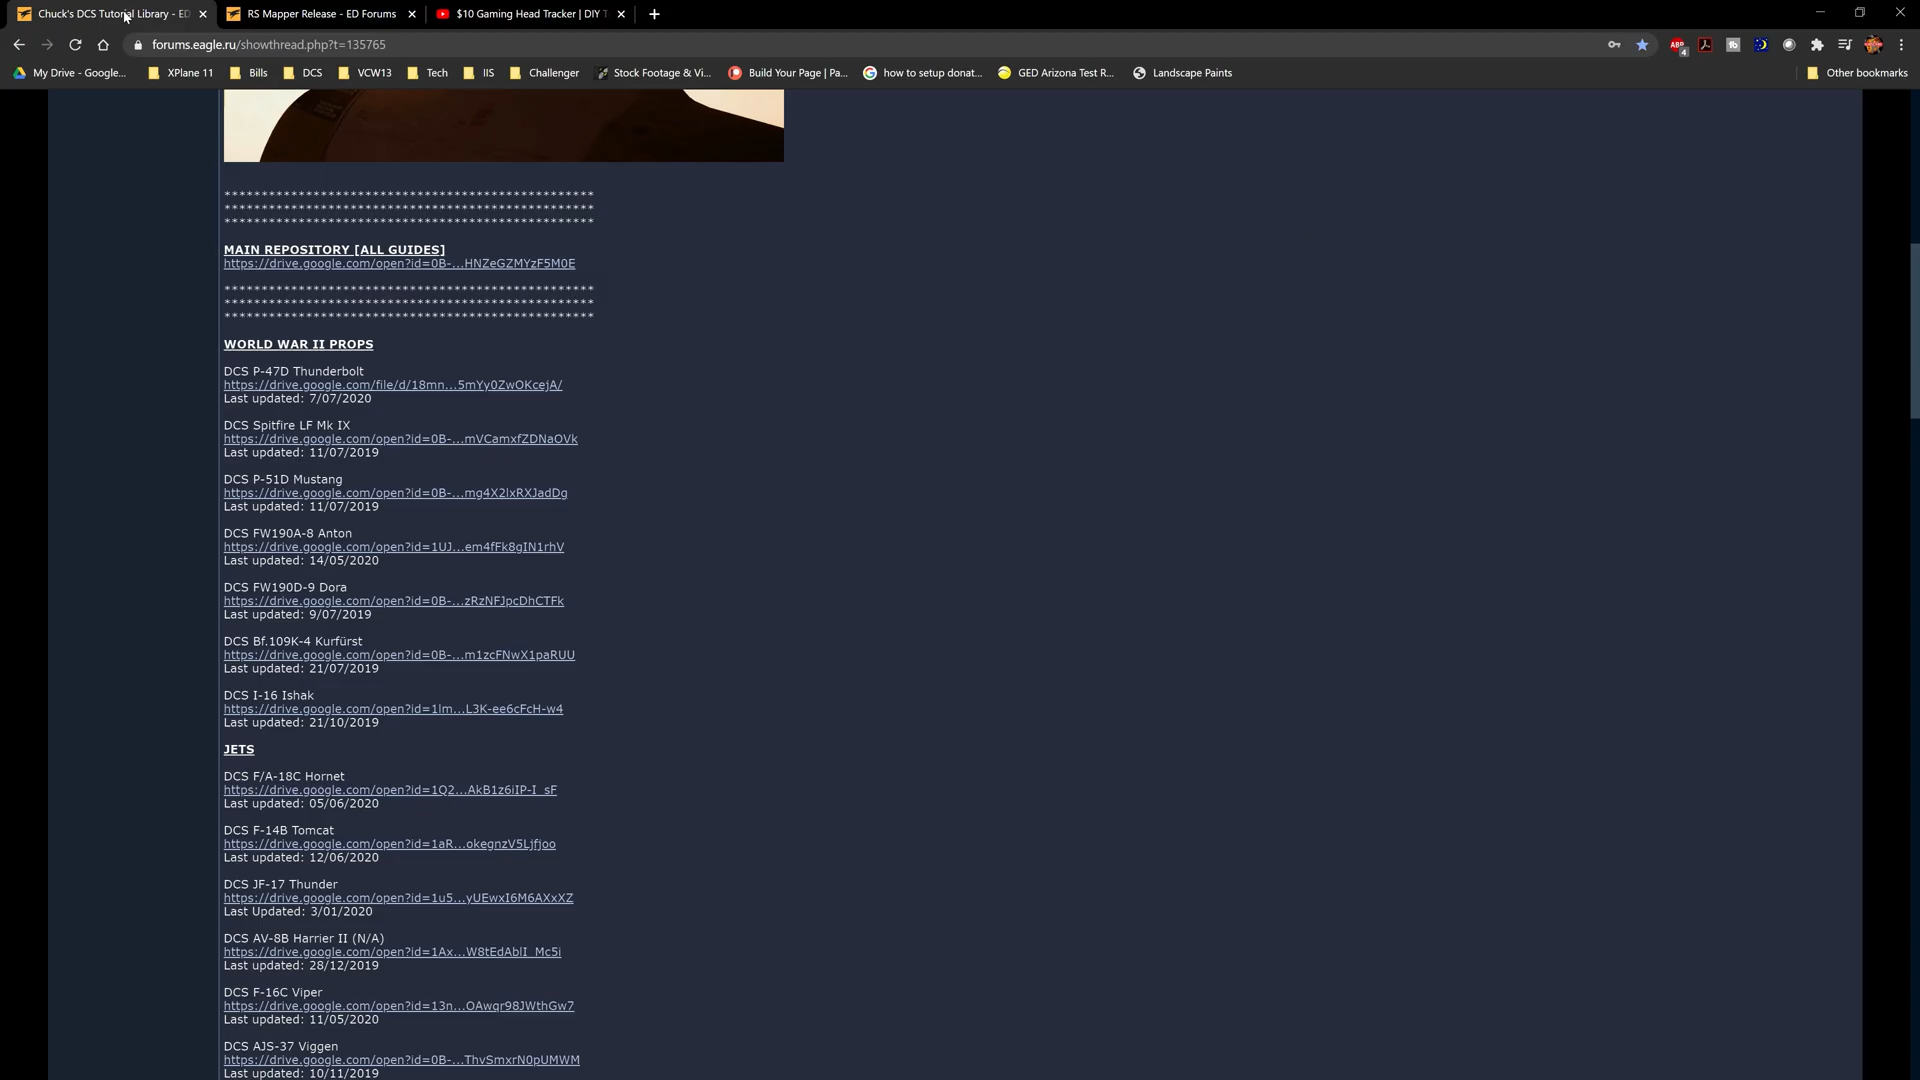 Chuck's DCS Tutorial Library - ED
RS Mapper Release - ED Forums
$10 Gaming Head Tracker | DIY T
forums.eagle.ru/showthread.php?t=135765
My Drive - Google...
XPlane 11
Bills
DCS
VCW13
Tech
IIS
Challenger
Stock Footage & Vi...
Build Your Page | Pa...
how to setup donat...
GED Arizona Test R...
Landscape Paints
Other bookmarks
***************************************************
***************************************************
***************************************************
MAIN REPOSITORY [ALL GUIDES]
https://drive.google.com/open?id=0B-...HNZeGZMYzF5M0E
***************************************************
***************************************************
***************************************************
WORLD WAR II PROPS
DCS P-47D Thunderbolt
https://drive.google.com/file/d/18mn...5mYy0ZwOKcejA/
Last updated: 7/07/2020
DCS Spitfire LF Mk IX
https://drive.google.com/open?id=0B-...mVCamxfZDNaOVk
Last updated: 11/07/2019
DCS P-51D Mustang
https://drive.google.com/open?id=0B-...mg4X2lxRXJadDg
Last updated: 11/07/2019
DCS FW190A-8 Anton
https://drive.google.com/open?id=1UJ...em4fFk8gIN1rhV
Last updated: 14/05/2020
DCS FW190D-9 Dora
https://drive.google.com/open?id=0B-...zRzNFJpcDhCTFk
Last updated: 9/07/2019
DCS Bf.109K-4 Kurfürst
https://drive.google.com/open?id=0B-...m1zcFNwX1paRUU
Last updated: 21/07/2019
DCS I-16 Ishak
https://drive.google.com/open?id=1lm...L3K-ee6cFcH-w4
Last updated: 21/10/2019
JETS
DCS F/A-18C Hornet
https://drive.google.com/open?id=1Q2...AkB1z6iIP-I_sF
Last updated: 05/06/2020
DCS F-14B Tomcat
https://drive.google.com/open?id=1aR...okegnzV5Ljfjoo
Last updated: 12/06/2020
DCS JF-17 Thunder
https://drive.google.com/open?id=1u5...yUEwxI6M6AXxXZ
Last Updated: 3/01/2020
DCS AV-8B Harrier II (N/A)
https://drive.google.com/open?id=1Ax...W8tEdAblI_Mc5i
Last updated: 28/12/2019
DCS F-16C Viper
https://drive.google.com/open?id=13n...OAwqr98JWthGw7
Last updated: 11/05/2020
DCS AJS-37 Viggen
https://drive.google.com/open?id=0B-...ThvSmxrN0pUMWM
Last updated: 10/11/2019